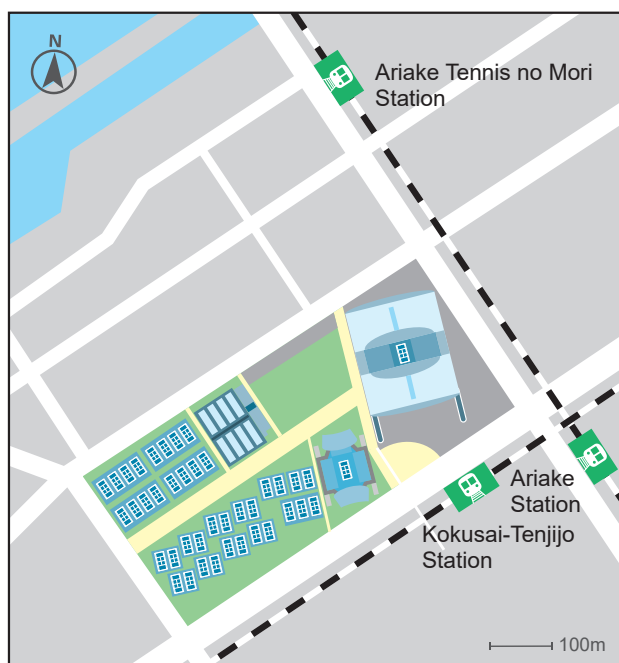 N
Ariake Tennis no Mori
Station
Ariake
Station
Kokusai-Tenjijo
Station
100m